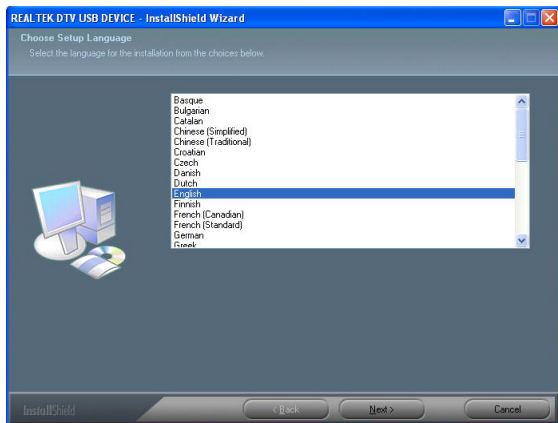 REALTEK DTV USB DEVICE - InstallShield Wizard
Choose Setup Language
Select the language for the installation from the choices below.
Basque
Bulgarian
Catalan
Chinese (Simplified)
Chinese (Traditional)
Croatian
Czech
Danish
Dutch
English
Finnish
French (Canadian)
French (Standard)
German
Greek
InstallShield
< Back
Next >
Cancel